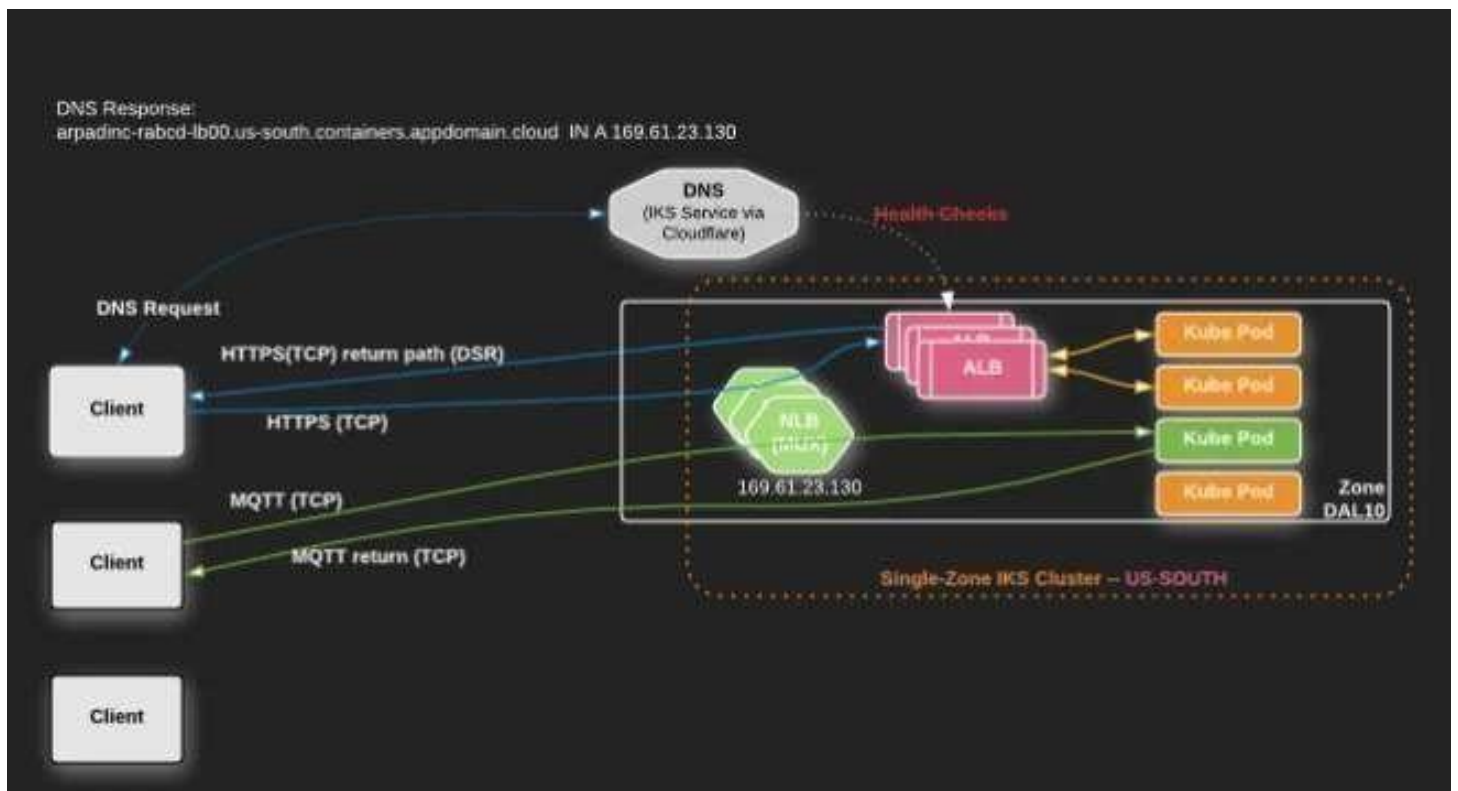 DNS Response:
arpadinc-rabcd-lb00.us-south.containers.appdomain.cloud IN A 169.61.23.130
DNS
(IKS Service via
Cloudflare)
Health Checks
DNS Request
HTTPS(TCP) return path (DSR)
HTTPS (TCP)
Client
ALB
ALB
Kube Pod
Kube Pod
Kube Pod
Kube Pod
NLB
(MUX)
169.61.23.130
Zone
DAL10
MQTT (TCP)
MQTT return (TCP)
Client
Single-Zone IKS Cluster – US-SOUTH
Client